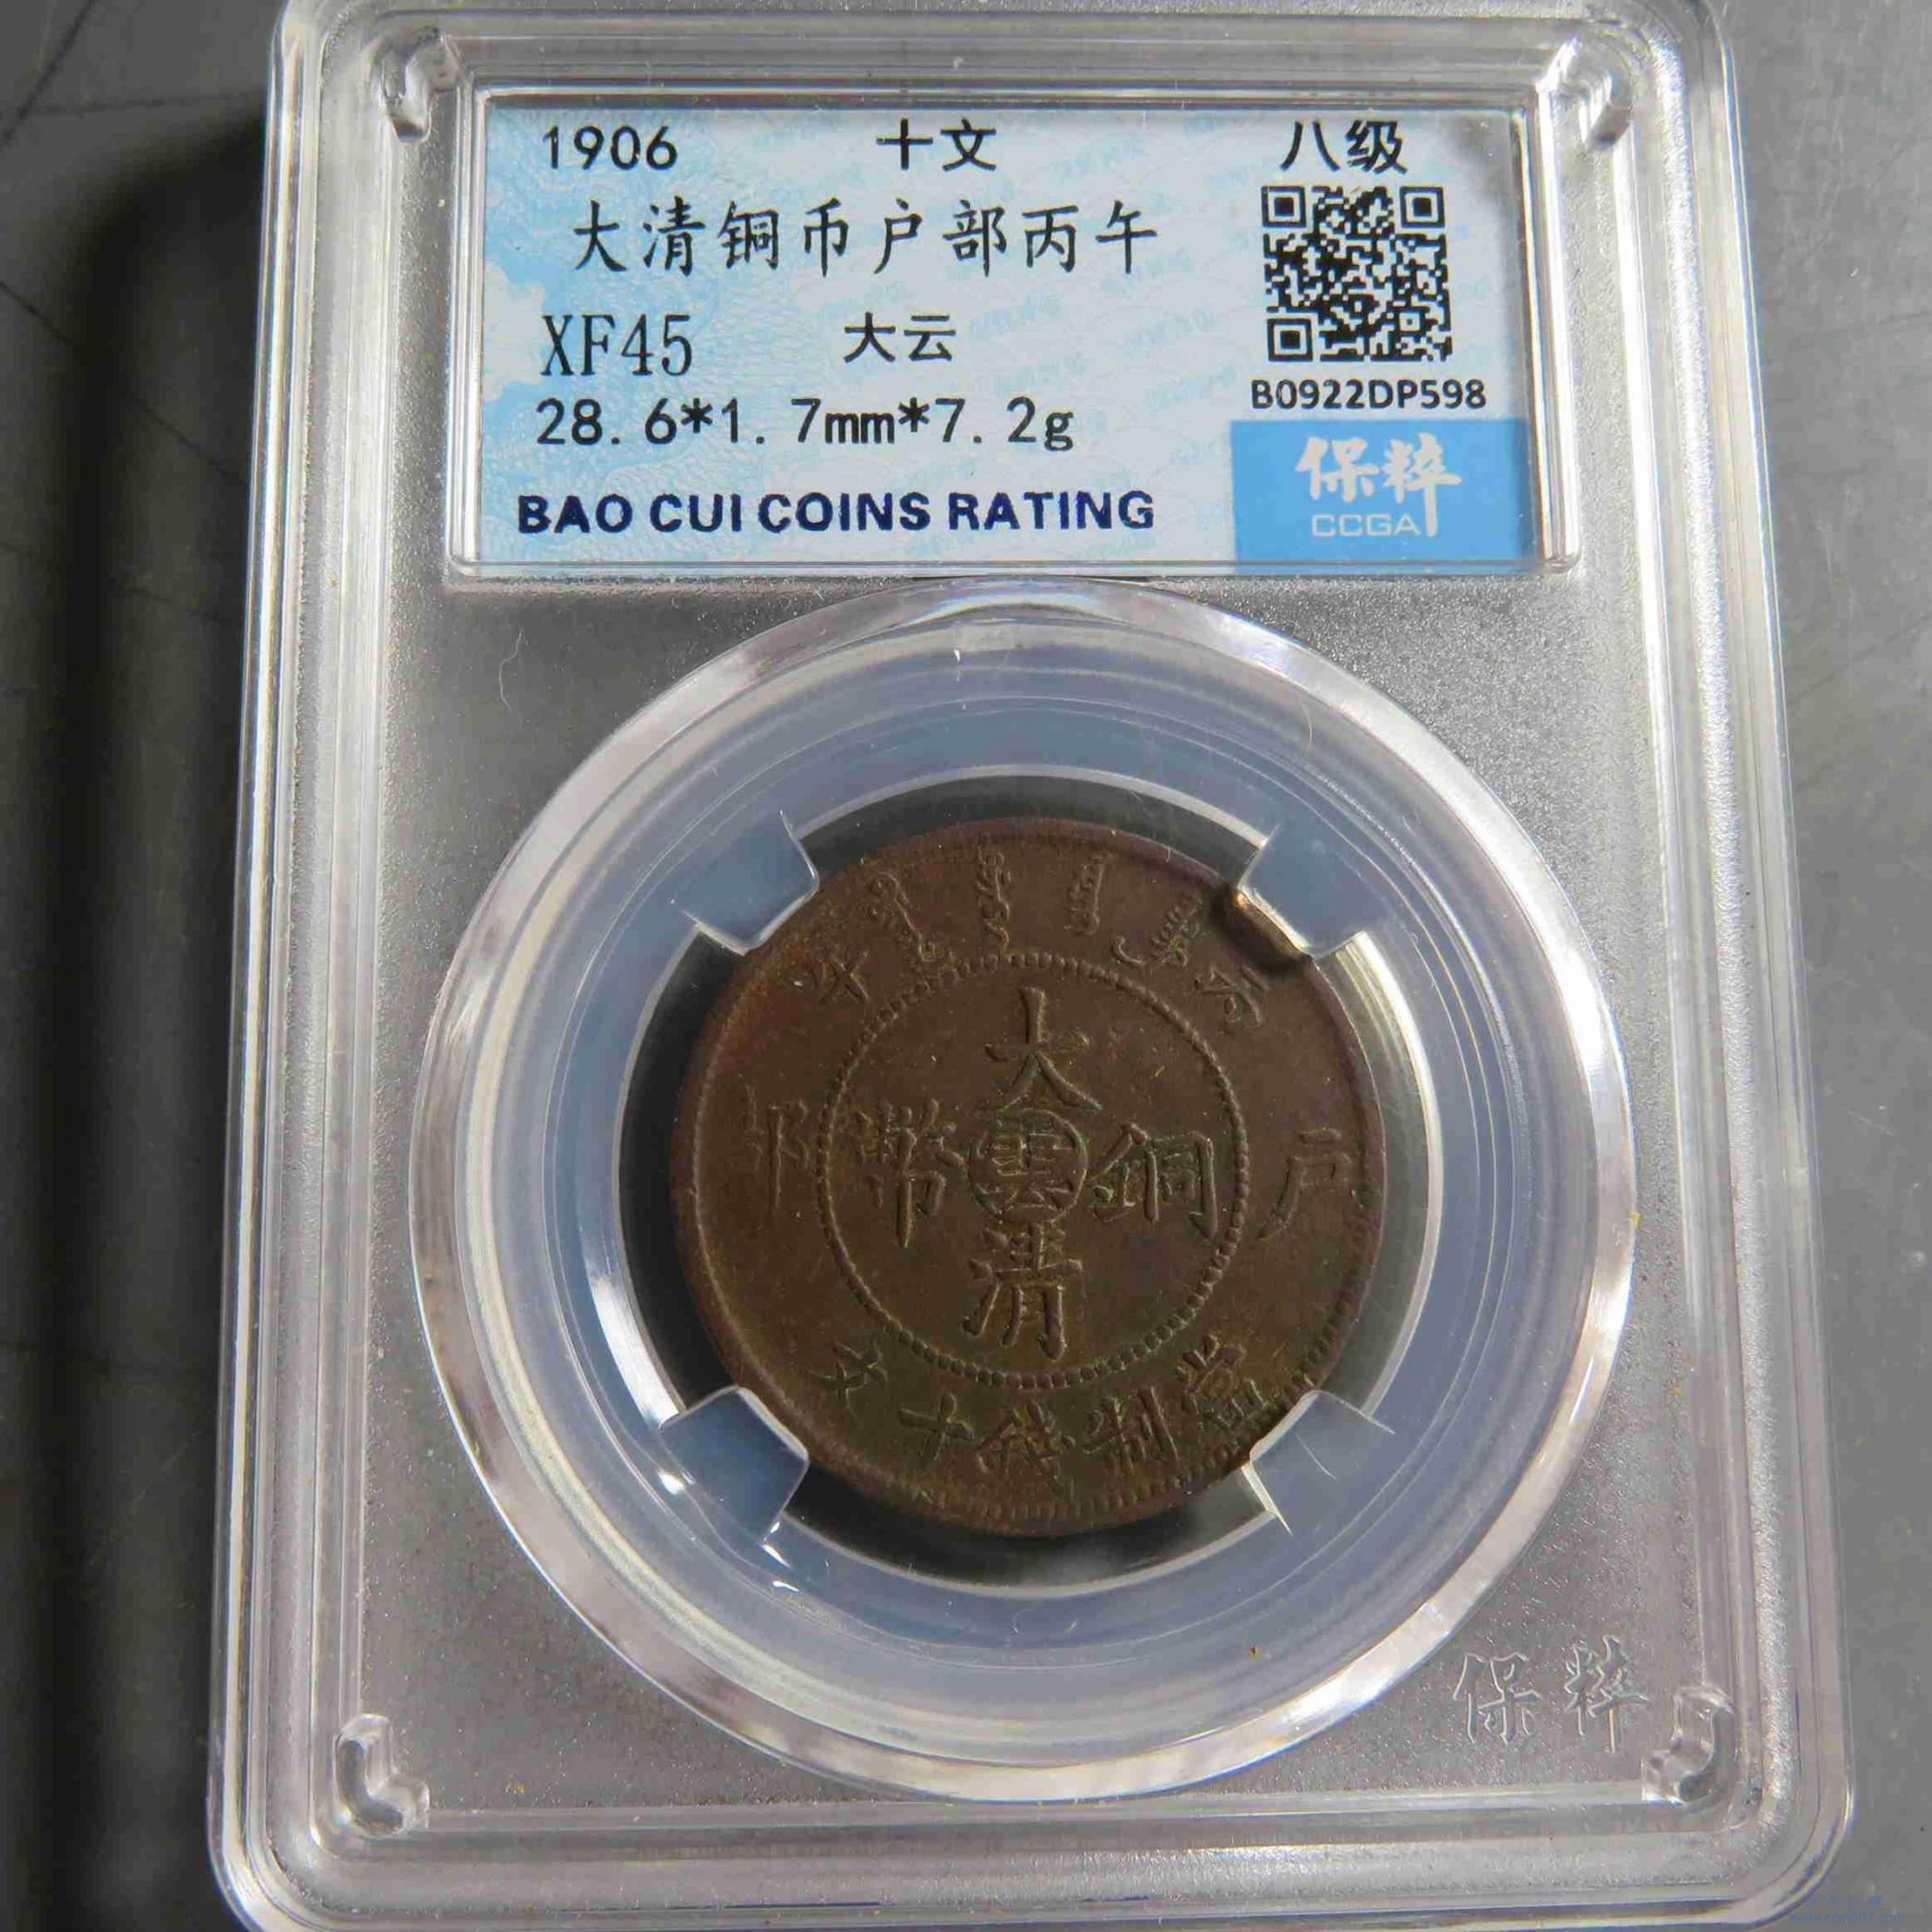 1906 十文 八级
大清铜币户部丙午
XF45 大云
28.6*1.7mm*7.2g
B0922DP598
BAO CUI COINS RATING
保粹
CCGA
午 丙
大
部 幣 雲 銅 户
清
文十錢制當
保粹